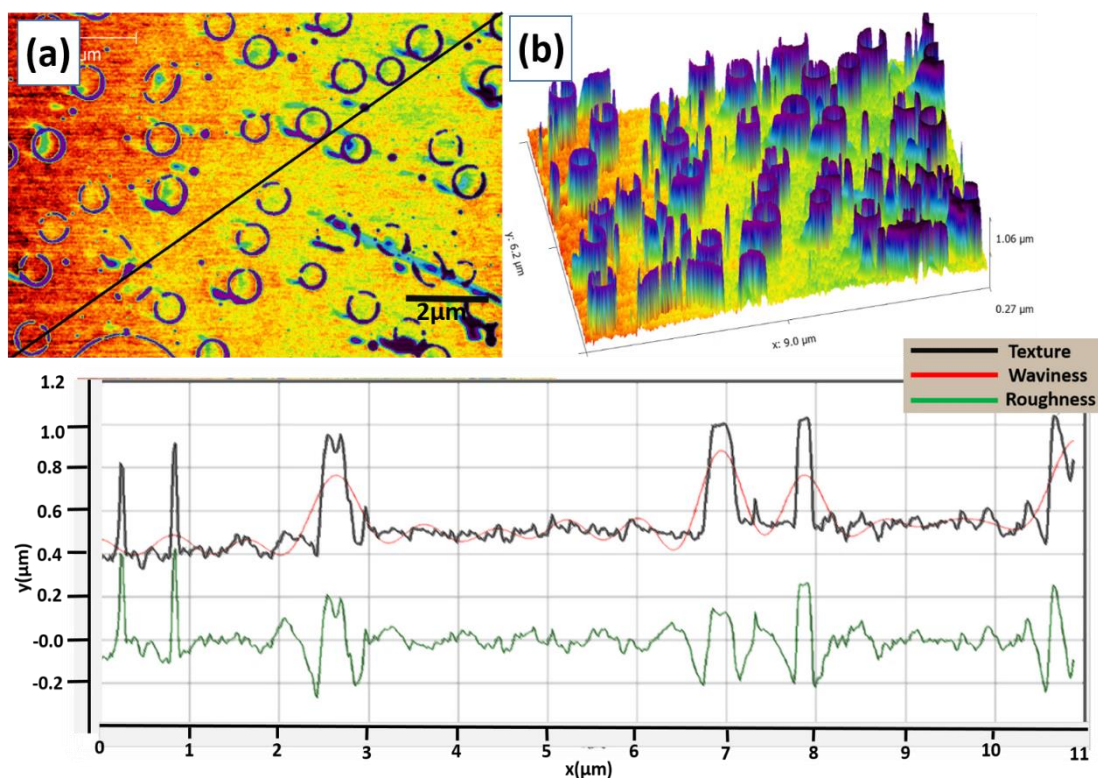 (a)
µm
2µm
(b)
y: 6.2 µm
x: 9.0 µm
1.06 µm
0.27 µm
Texture
Waviness
Roughness
1.2
1.0
0.8
0.6
0.4
0.2
-0.0
-0.2
y(µm)
0 1 2 3 4 5 6 7 8 9 10 11
x(µm)